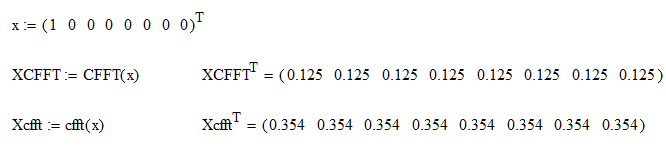 x := (1 0 0 0 0 0 0 0)ᵀ
XCFFT := CFFT(x) XCFFTᵀ = (0.125 0.125 0.125 0.125 0.125 0.125 0.125 0.125)
Xcfft := cfft(x) Xcfftᵀ = (0.354 0.354 0.354 0.354 0.354 0.354 0.354 0.354)